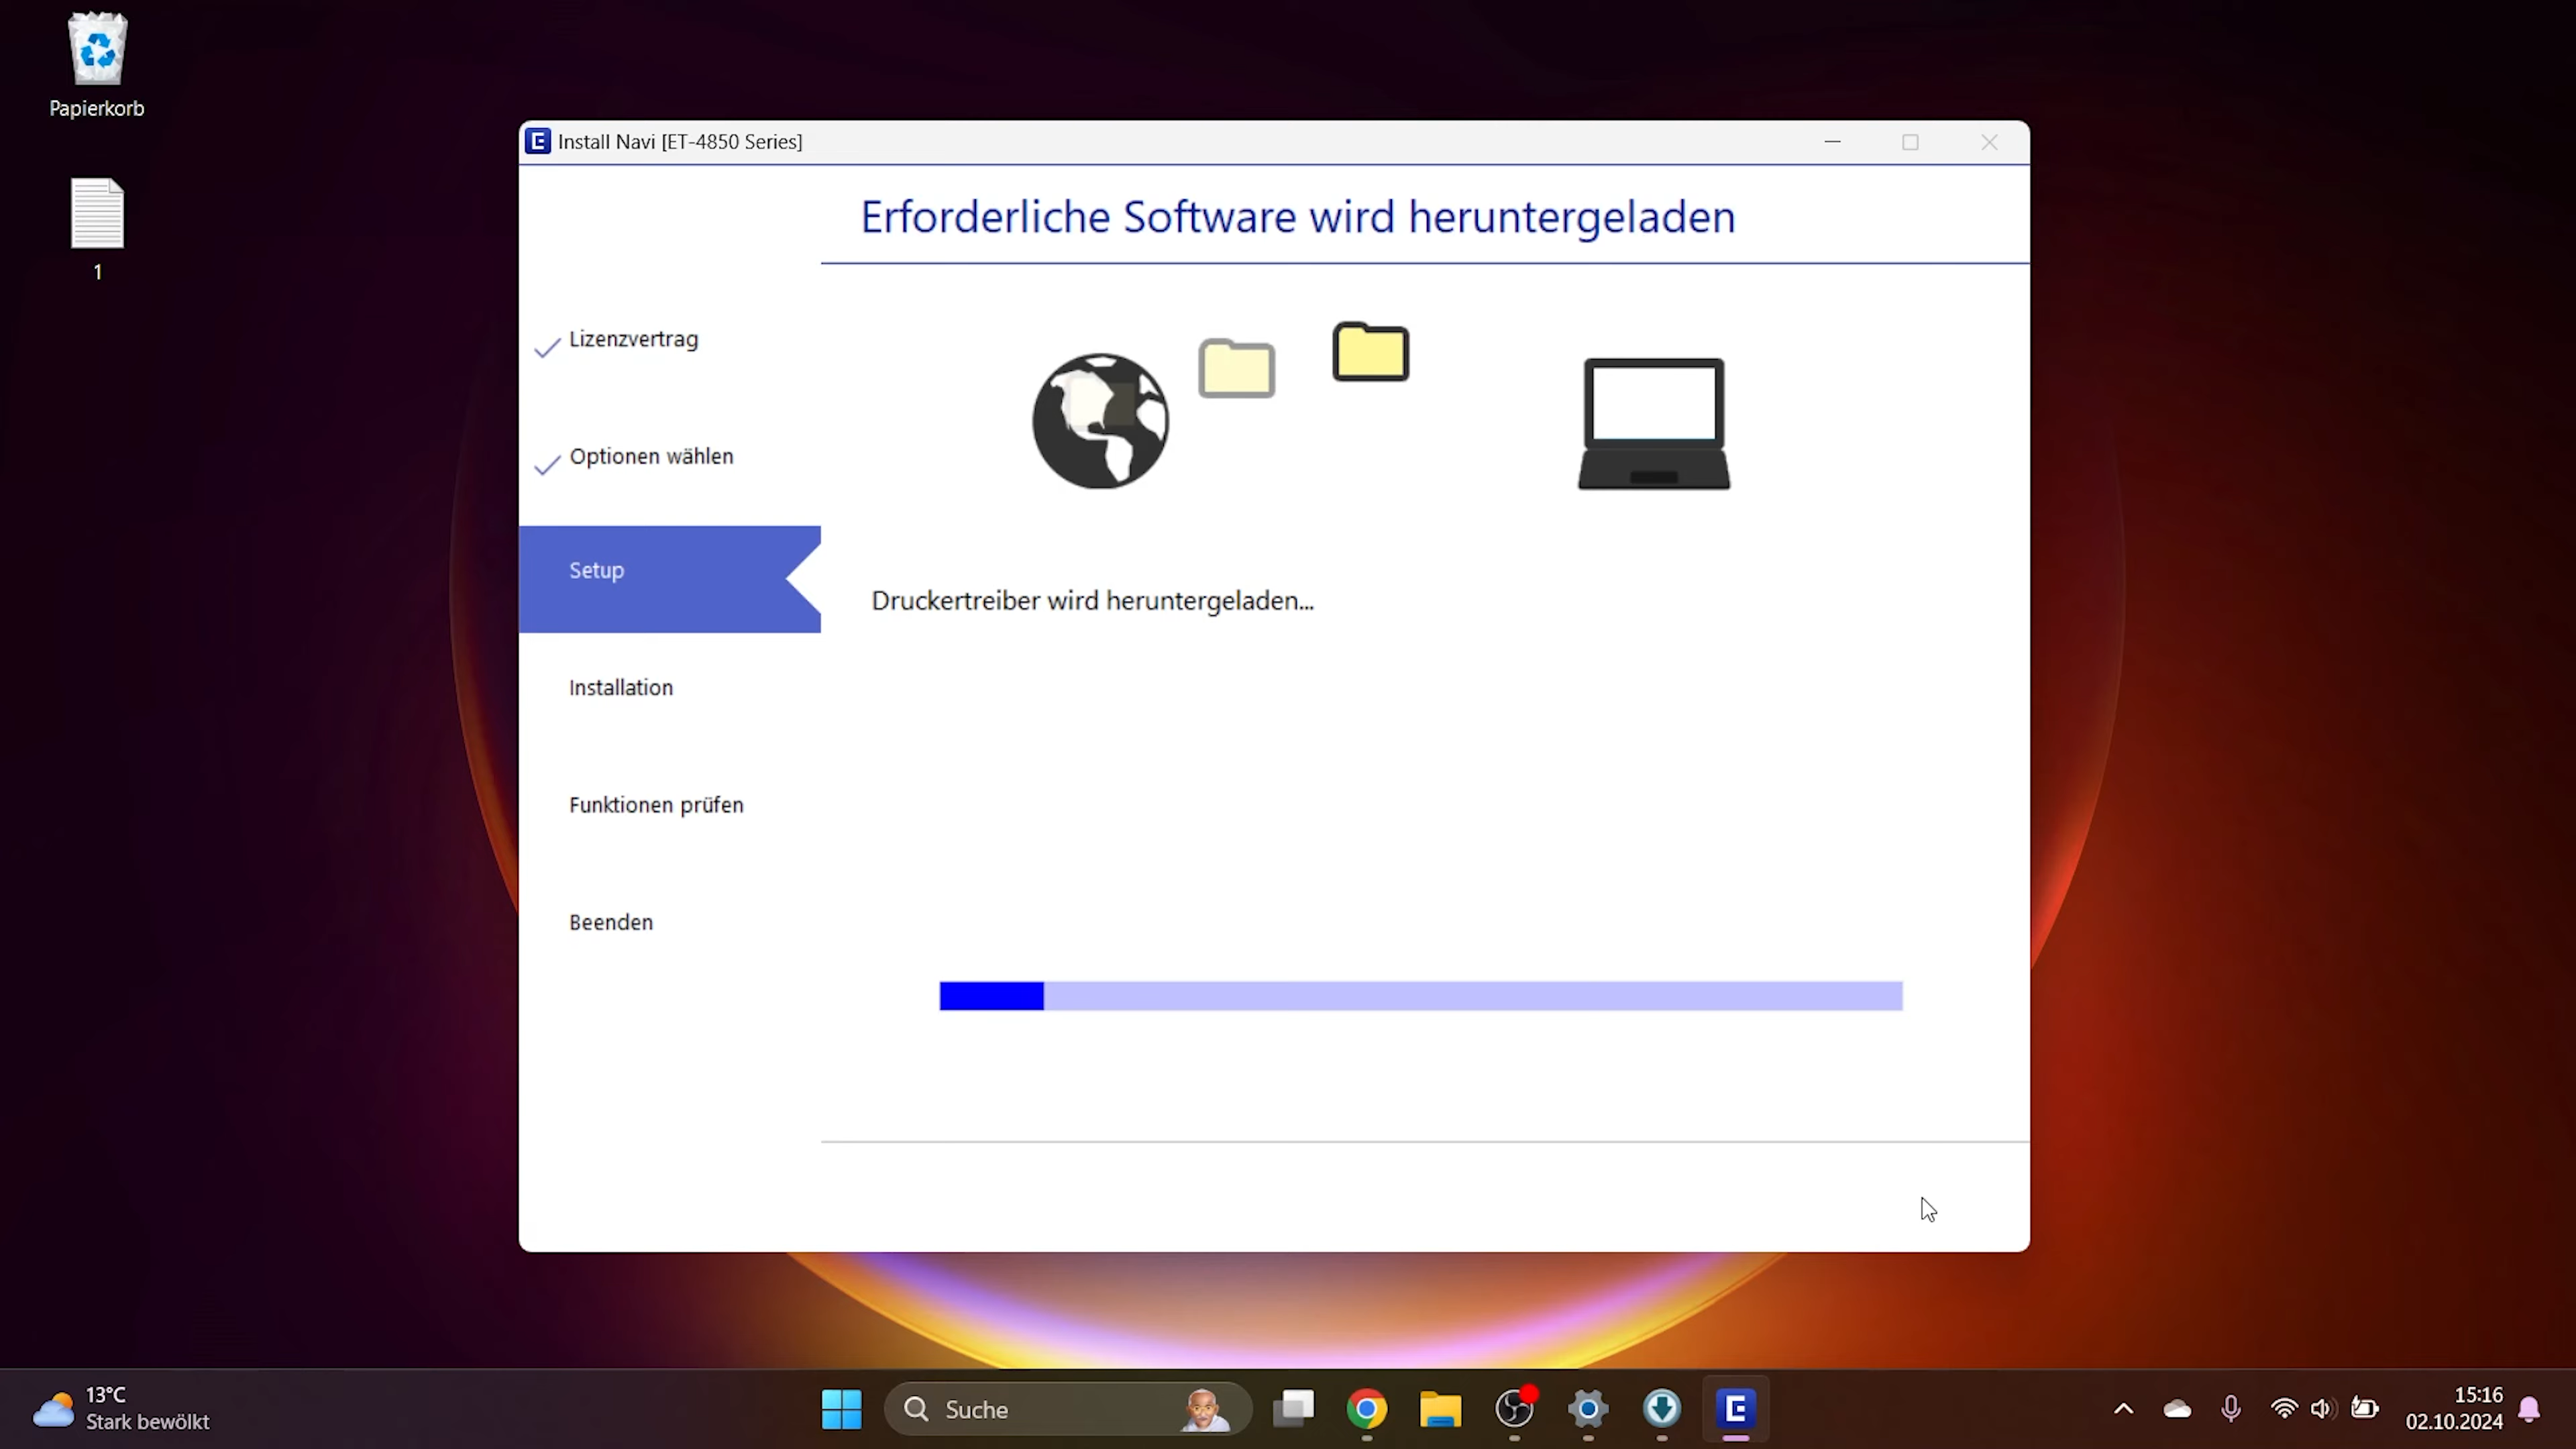 Papierkorb
1
Install Navi [ET-4850 Series]
Erforderliche Software wird heruntergeladen
Lizenzvertrag
Optionen wählen
Setup
Druckertreiber wird heruntergeladen...
Installation
Funktionen prüfen
Beenden
13°C
Stark bewölkt
Suche
15:16
02.10.2024